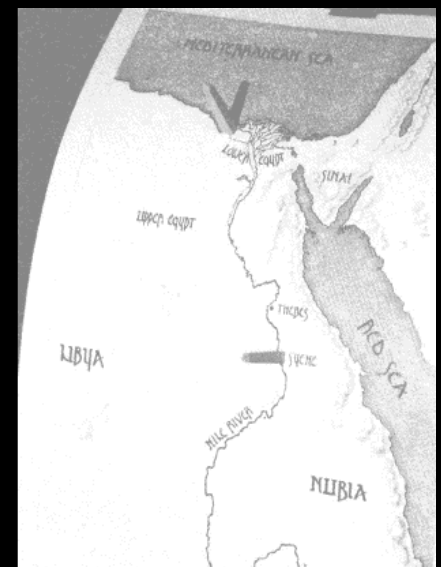 MEDITERRANEAN SEA
LOWER EGYPT
SINAI
UPPER EGYPT
THEBES
LIBYA
SYENE
RED SEA
NILE RIVER
NUBIA